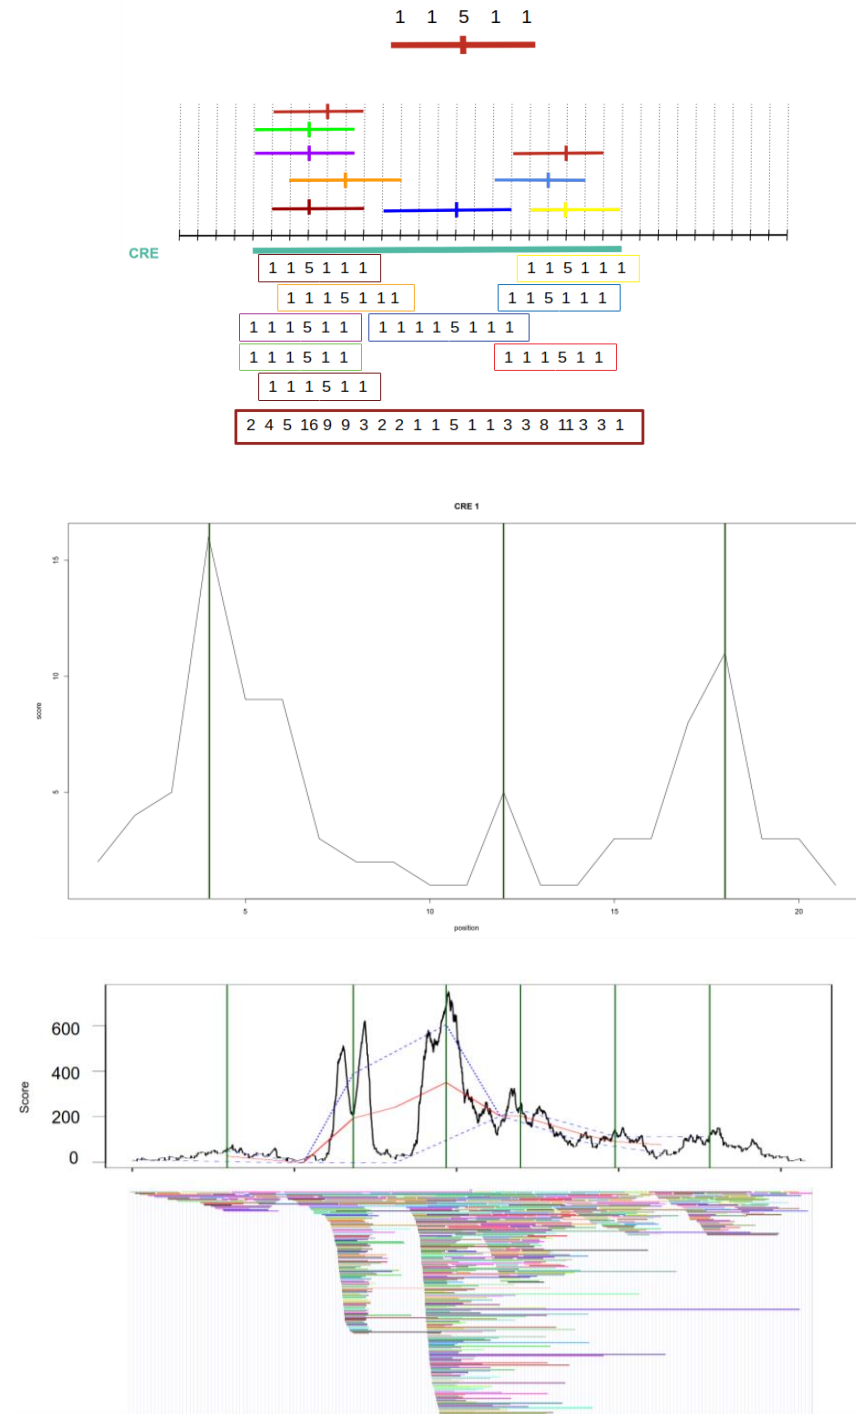 1 1 5 1 1
CRE
1 1 5 1 1 1
1 1 5 1 1 1
1 1 1 5 1 1 1
1 1 5 1 1 1
1 1 1 5 1 1
1 1 1 1 5 1 1 1
1 1 1 5 1 1
1 1 1 5 1 1
1 1 1 5 1 1
2 4 5 16 9 9 3 2 2 1 1 5 1 1 3 3 8 11 3 3 1
CRE 1
15
10
5
score
5
10
15
20
position
600
400
200
0
Score